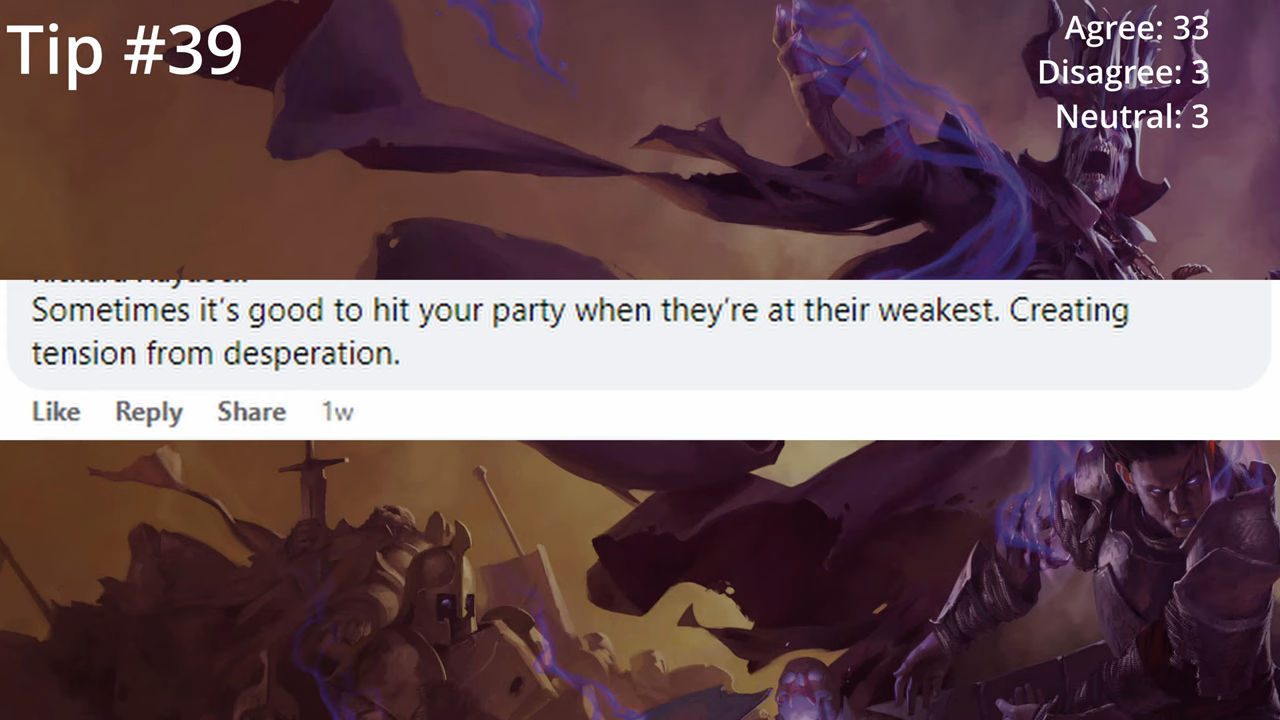 Tip #39
Agree: 33
Disagree: 3
Neutral: 3
Sometimes it’s good to hit your party when they’re at their weakest. Creating
tension from desperation.
Like Reply Share 1w